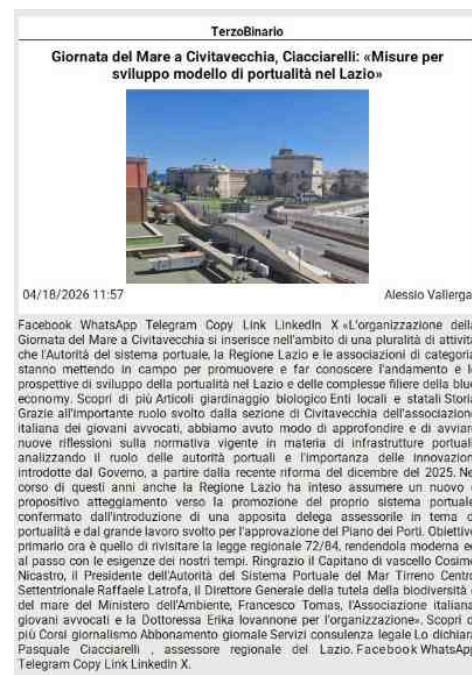 TerzoBinario
Giornata del Mare a Civitavecchia, Ciacciarelli: «Misure per
sviluppo modello di portualità nel Lazio»
04/18/2026 11:57 Alessio Vallerga
Facebook WhatsApp Telegram Copy Link LinkedIn X «L'organizzazione della
Giornata del Mare a Civitavecchia si inserisce nell'ambito di una pluralità di attività
che l'Autorità del sistema portuale, la Regione Lazio e le associazioni di categoria
stanno mettendo in campo per promuovere e far conoscere l'andamento e le
prospettive di sviluppo della portualità nel Lazio e delle complesse filiere della blue
economy. Scopri di più Articoli giardinaggio biologico Enti locali e statali Storia
Grazie all'importante ruolo svolto dalla sezione di Civitavecchia dell'associazione
italiana dei giovani avvocati, abbiamo avuto modo di approfondire e di avviare
nuove riflessioni sulla normativa vigente in materia di infrastrutture portuali
analizzando il ruolo delle autorità portuali e l'importanza delle innovazioni
introdotte dal Governo, a partire dalla recente riforma del dicembre del 2025. Nel
corso di questi anni anche la Regione Lazio ha inteso assumere un nuovo e
propositivo atteggiamento verso la promozione del proprio sistema portuale,
confermato dall'introduzione di una apposita delega assessorile in tema di
portualità e dal grande lavoro svolto per l'approvazione del Piano dei Porti. Obiettivo
primario ora è quello di rivisitare la legge regionale 72/84, rendendola moderna ed
al passo con le esigenze dei nostri tempi. Ringrazio il Capitano di vascello Cosimo
Nicastro, il Presidente dell'Autorità del Sistema Portuale del Mar Tirreno Centro
Settentrionale Raffaele Latrofa, il Direttore Generale della tutela della biodiversità e
del mare del Ministero dell'Ambiente, Francesco Tomas, l'Associazione italiana
giovani avvocati e la Dottoressa Erika Iovannone per l'organizzazione». Scopri di
più Corsi giornalismo Abbonamento giornale Servizi consulenza legale Lo dichiara
Pasquale Ciacciarelli , assessore regionale del Lazio. Facebook WhatsApp
Telegram Copy Link LinkedIn X.